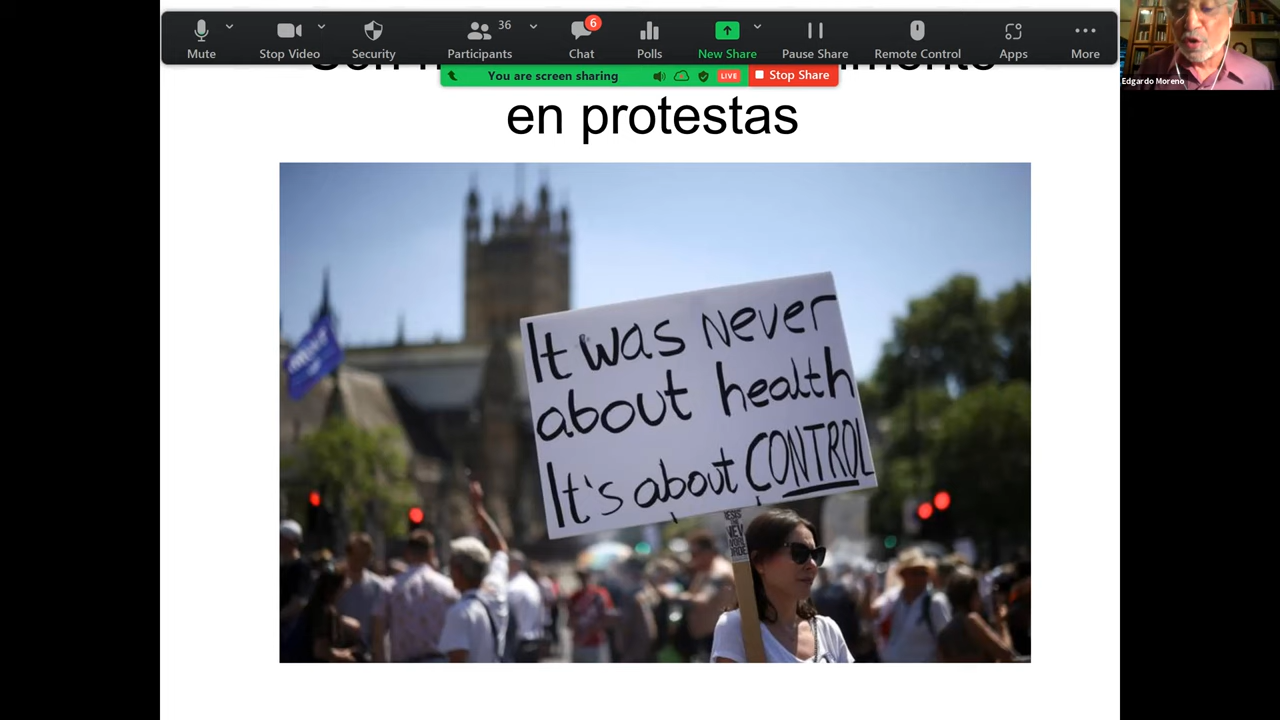 36
6
Mute
Stop Video
Security
Participants
Chat
Polls
New Share
Pause Share
Remote Control
Apps
More
You are screen sharing
LIVE
Stop Share
Edgardo Moreno
en protestas
It was never
about health
It's about CONTROL